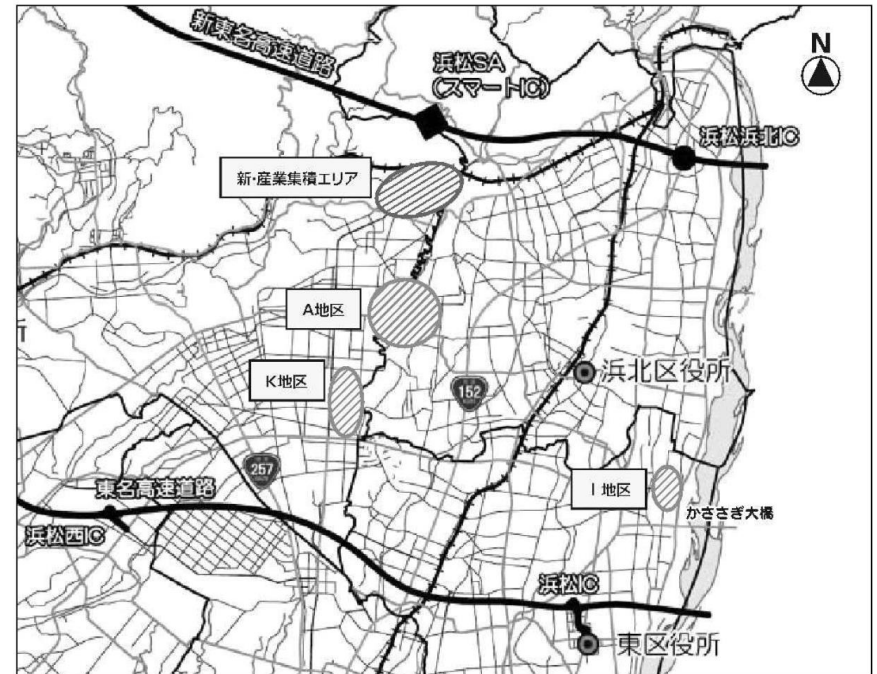 新東名高速道路
浜松SA
(スマートIC)
N
浜松浜北IC
新・産業集積エリア
A地区
所
K地区
152
浜北区役所
257
I地区
東名高速道路
かささぎ大橋
浜松西IC
浜松IC
東区役所